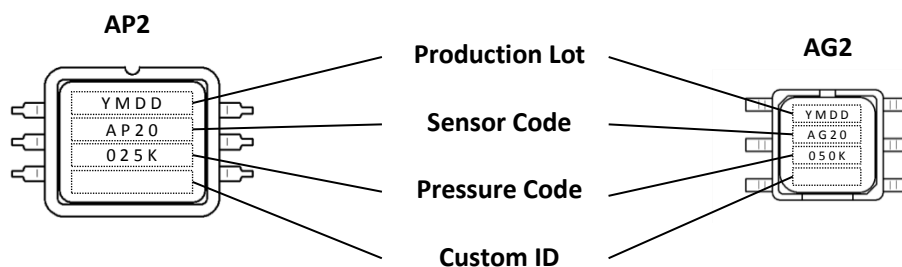 AP2
YMDD
AP20
025K
Production Lot
Sensor Code
Pressure Code
Custom ID
AG2
YMDD
AG20
050K